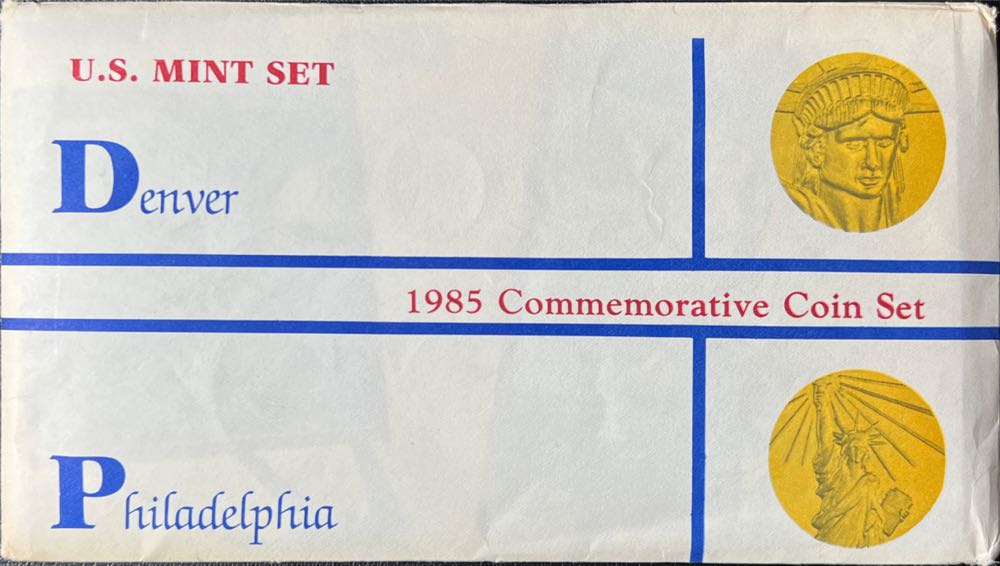 U.S. MINT SET
Denver
1985 Commemorative Coin Set
Philadelphia